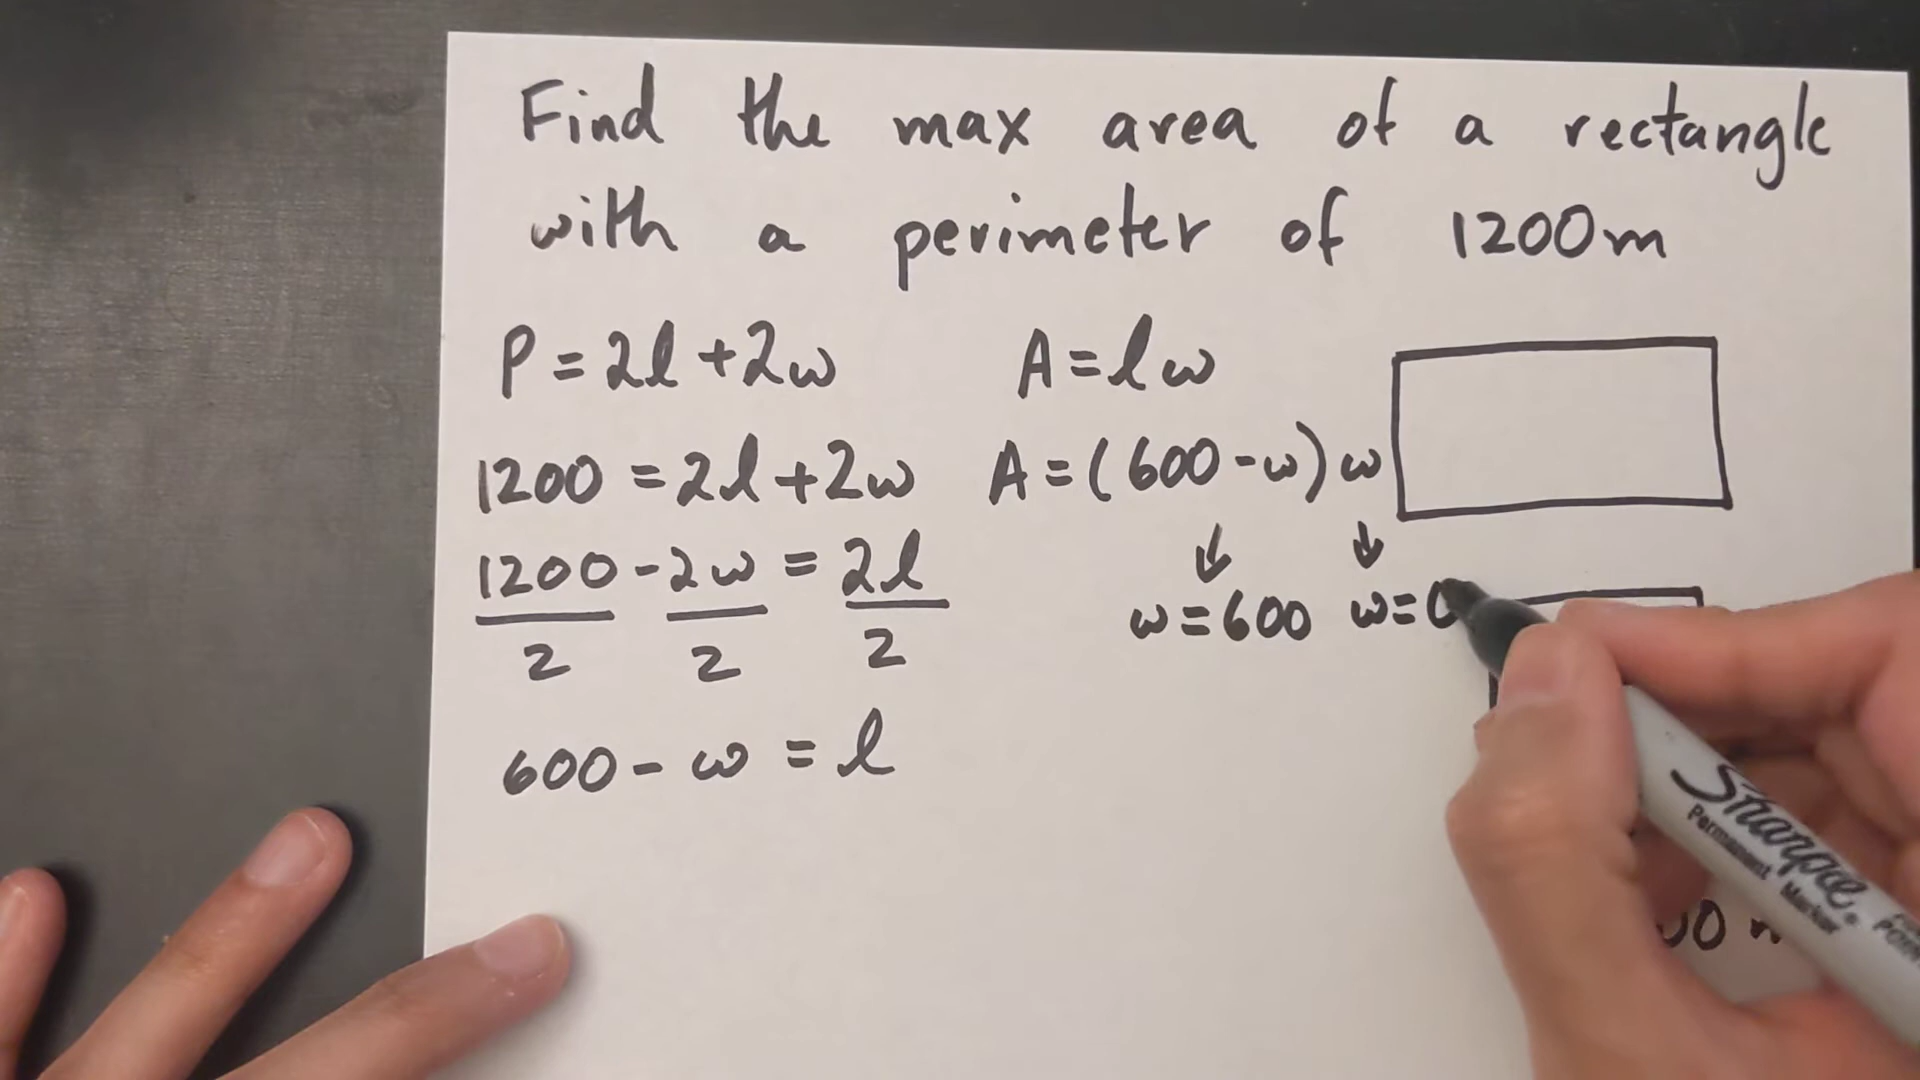 Find the max area of a rectangle
with a perimeter of 1200m
P = 2l + 2w
A = lw
1200 = 2l + 2w
A = (600 - w) w
1200 - 2w = 2l
2 2 2
w = 600 w = 0
600 - w = l
Sharpie
Permanent Marker